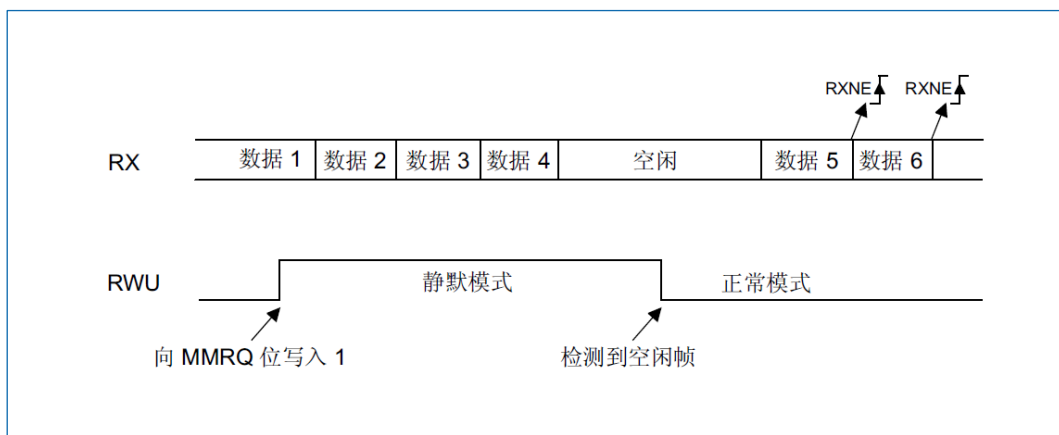 RXNE RXNE
RX 数据 1 数据 2 数据 3 数据 4 空闲 数据 5 数据 6
RWU 静默模式 正常模式
向 MMRQ 位写入 1 检测到空闲帧